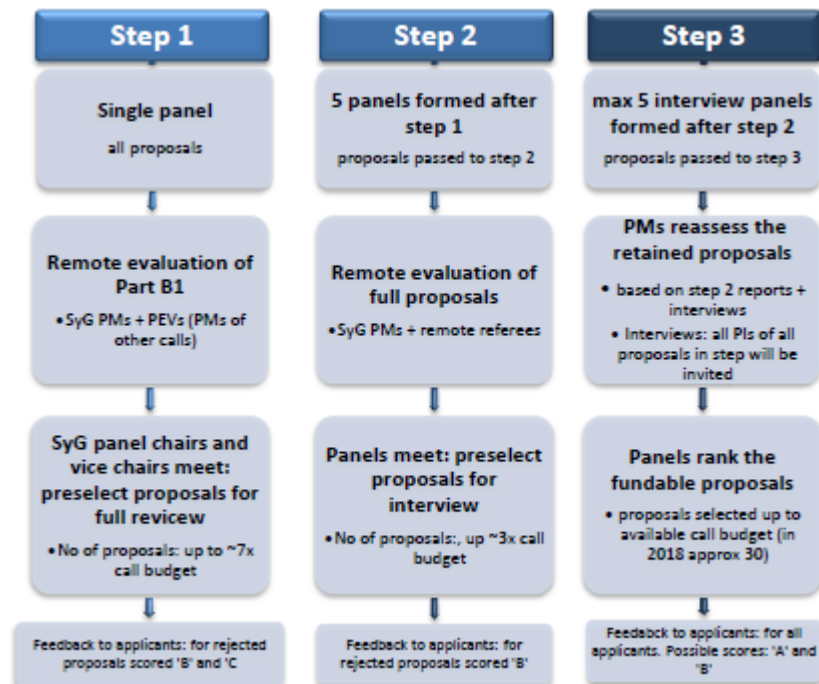 Step 1
Single panel
all proposals
Remote evaluation of
Part B1
•SyG PMs + PEVs (PMs of
other calls)
SyG panel chairs and
vice chairs meet:
preselect proposals for
full revicew
•No of proposals: up to ~7x
call budget
Feedback to applicants: for rejected
proposals scored 'B' and 'C
Step 2
5 panels formed after
step 1
proposals passed to step 2
Remote evaluation of
full proposals
•SyG PMs + remote referees
Panels meet: preselect
proposals for
interview
•No of proposals:, up ~3x call
budget
Feedback to applicants: for
rejected proposals scored 'B'
Step 3
max 5 interview panels
formed after step 2
proposals passed to step 3
PMs reassess the
retained proposals
• based on step 2 reports +
interviews
• Interviews: all PIs of all
proposals in step will be
invited
Panels rank the
fundable proposals
• proposals selected up to
available call budget (in
2018 approx 30)
Feedabck to applicants: for all
applicants. Possible scores: 'A' and
'B'